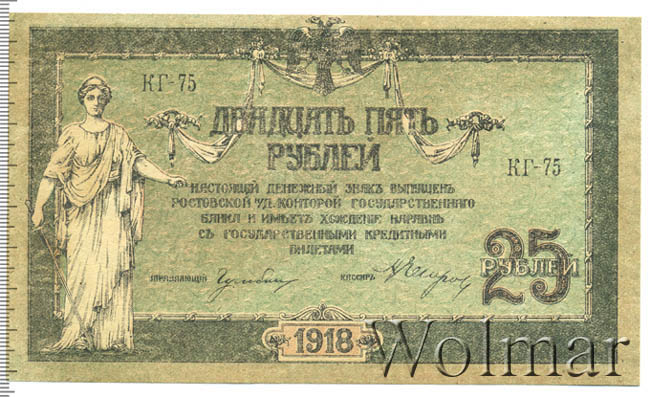 КГ-75
ДВАДЦАТЬ ПЯТЬ
РУБЛЕЙ
КГ-75
НАСТОЯЩІЙ ДЕНЕЖНЫЙ ЗНАКЪ ВЫПУЩЕНЪ
РОСТОВСКОЙ Н/Д. КОНТОРОЙ ГОСУДАРСТВЕННАГО
БАНКА И ИМѢЕТЪ ХОЖДЕНІЕ НАРАВНѢ
СЪ ГОСУДАРСТВЕННЫМИ КРЕДИТНЫМИ
БИЛЕТАМИ
УПРАВЛЯЮЩІЙ
КАССИРЪ
25
РУБЛЕЙ
1918
Wolmar